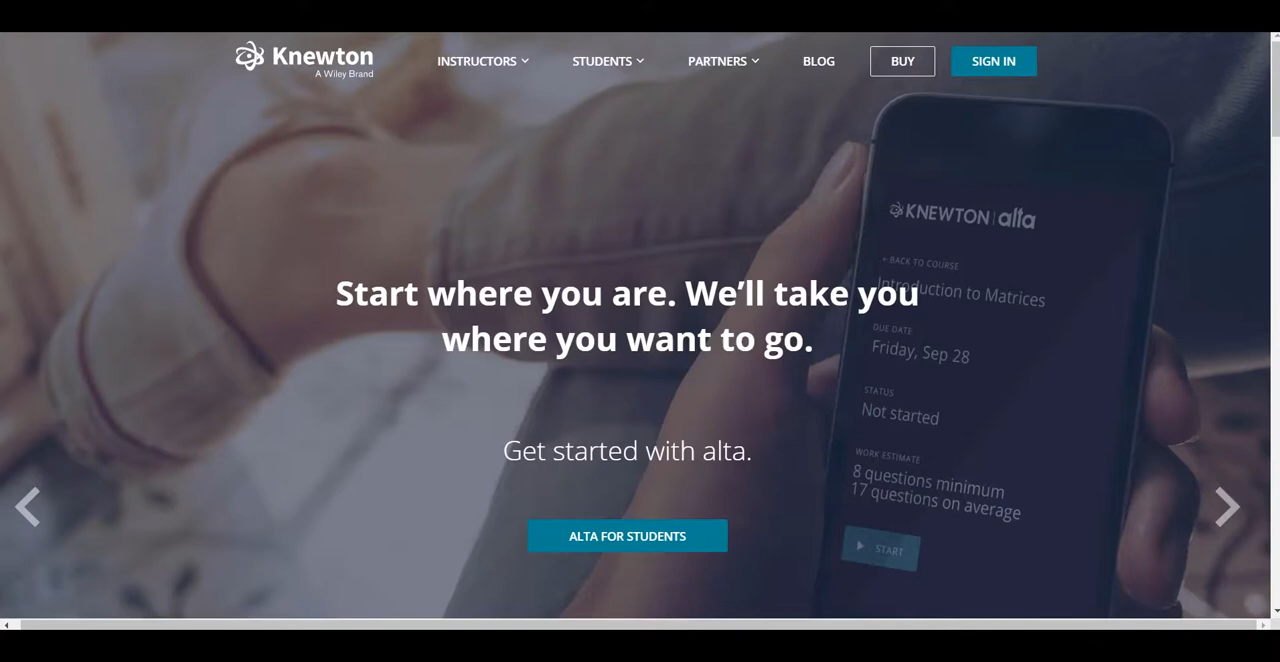 Knewton
A Wiley Brand
INSTRUCTORS
STUDENTS
PARTNERS
BLOG
BUY
SIGN IN
KNEWTON | alta
←BACK TO COURSE
Introduction to Matrices
DUE DATE
Friday, Sep 28
STATUS
Not started
WORK ESTIMATE
8 questions minimum
17 questions on average
START
Start where you are. We’ll take you
where you want to go.
Get started with alta.
ALTA FOR STUDENTS